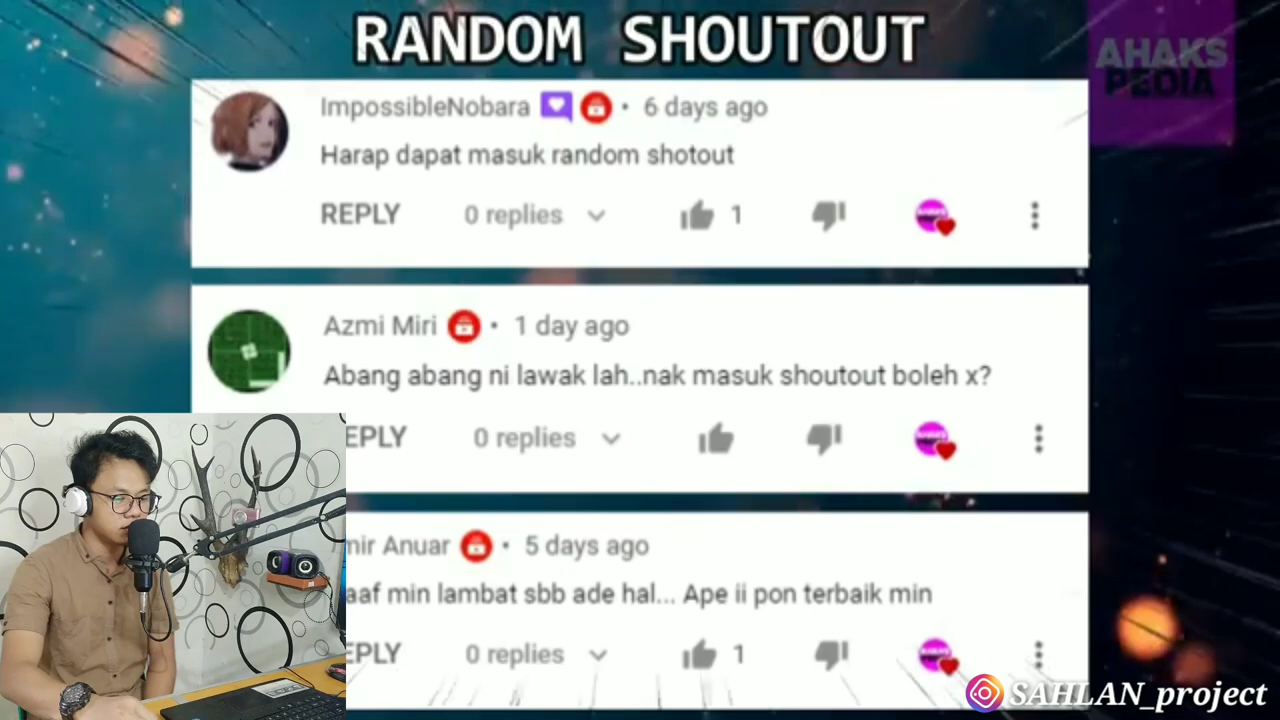 RANDOM SHOUTOUT
AHAKS
PEDIA
ImpossibleNobara • 6 days ago
Harap dapat masuk random shotout
REPLY 0 replies 1
Azmi Miri • 1 day ago
Abang abang ni lawak lah..nak masuk shoutout boleh x?
EPLY 0 replies
mir Anuar • 5 days ago
aaf min lambat sbb ade hal... Ape ii pon terbaik min
EPLY 0 replies 1
SAHLAN_project